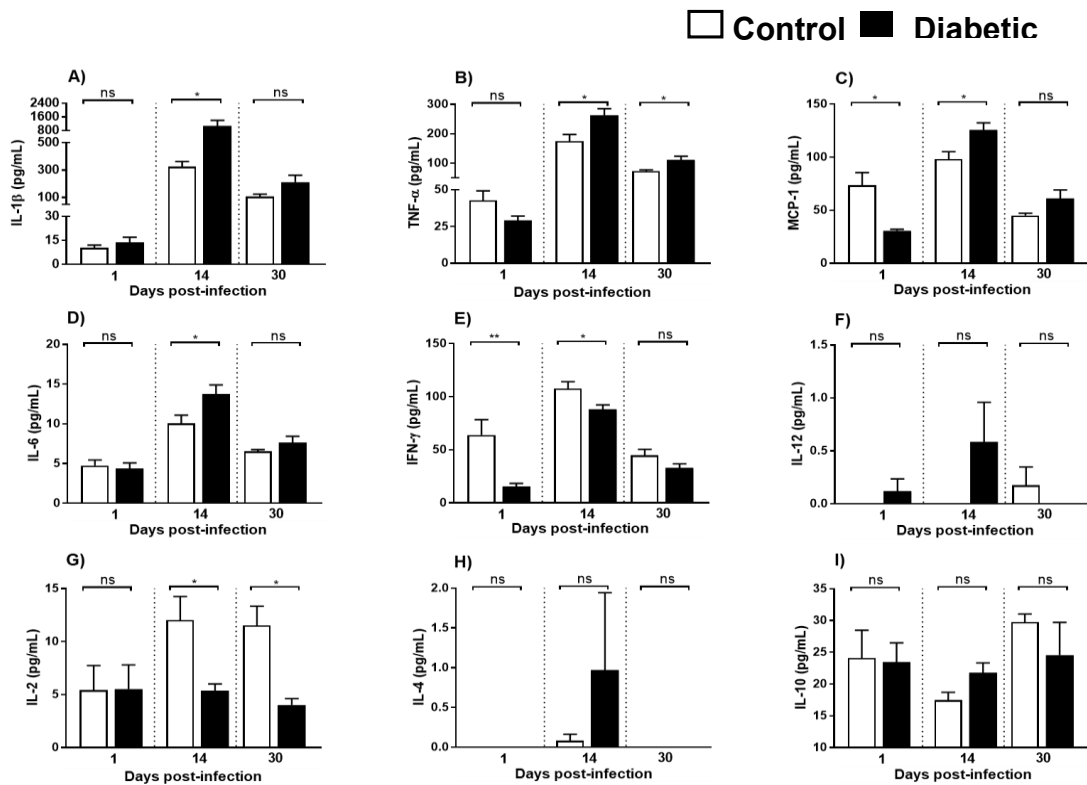 Control Diabetic
A)
ns * ns
2400
1600
800
500
300
100
30
15
0
IL-1β (pg/mL)
1 14 30
Days post-infection
B)
ns * *
300
200
100
50
25
0
TNF-α (pg/mL)
1 14 30
Days post-infection
C)
* * ns
150
100
50
0
MCP-1 (pg/mL)
1 14 30
Days post-infection
D)
ns * ns
20
15
10
5
0
IL-6 (pg/mL)
1 14 30
Days post-infection
E)
** * ns
150
100
50
0
IFN-γ (pg/mL)
1 14 30
Days post-infection
F)
ns ns ns
1.5
1.0
0.5
0.0
IL-12 (pg/mL)
1 14 30
Days post-infection
G)
ns * *
15
10
5
0
IL-2 (pg/mL)
1 14 30
Days post-infection
H)
ns ns ns
2.0
1.5
1.0
0.5
0.0
IL-4 (pg/mL)
1 14 30
Days post-infection
I)
ns ns ns
35
30
25
20
15
10
IL-10 (pg/mL)
1 14 30
Days post-infection